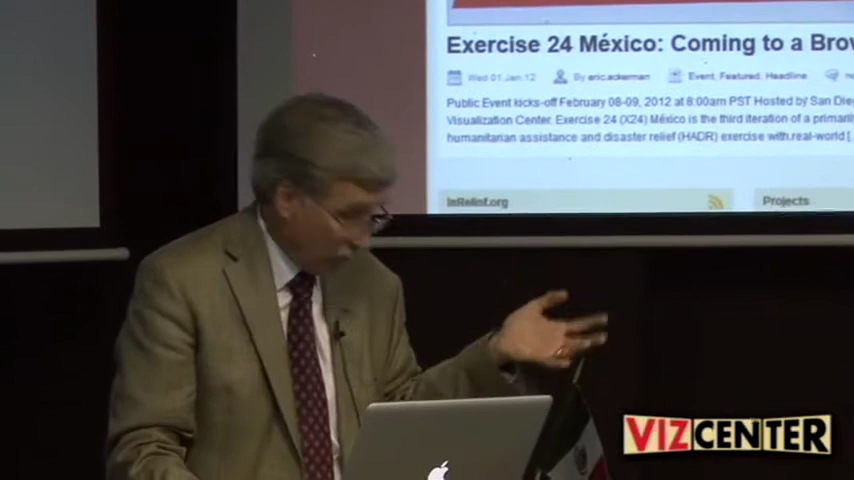 Exercise 24 México: Coming to a Brow
Wed 01.Jan.12 By eric.ackerman Event, Featured, Headline
Public Event kicks-off February 08-09, 2012 at 8:00am PST Hosted by San Dieg
Visualization Center. Exercise 24 (X24) México is the third iteration of a primaril
humanitarian assistance and disaster relief (HADR) exercise with real-world [.
InRelief.org Projects
VIZCENTER